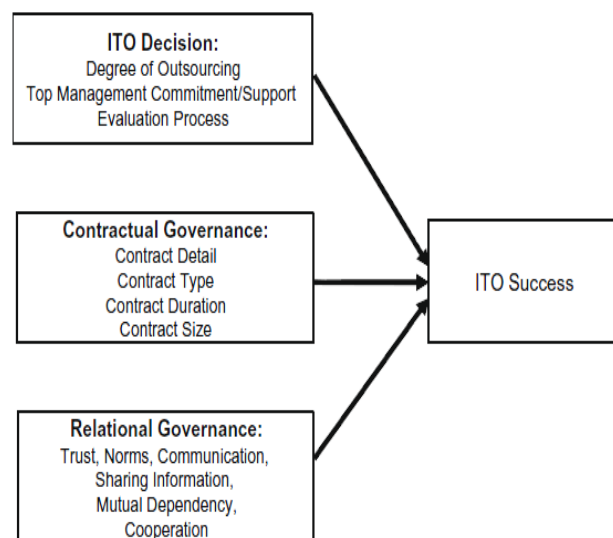 ITO Decision:
Degree of Outsourcing
Top Management Commitment/Support
Evaluation Process
Contractual Governance:
Contract Detail
Contract Type
Contract Duration
Contract Size
ITO Success
Relational Governance:
Trust, Norms, Communication,
Sharing Information,
Mutual Dependency,
Cooperation